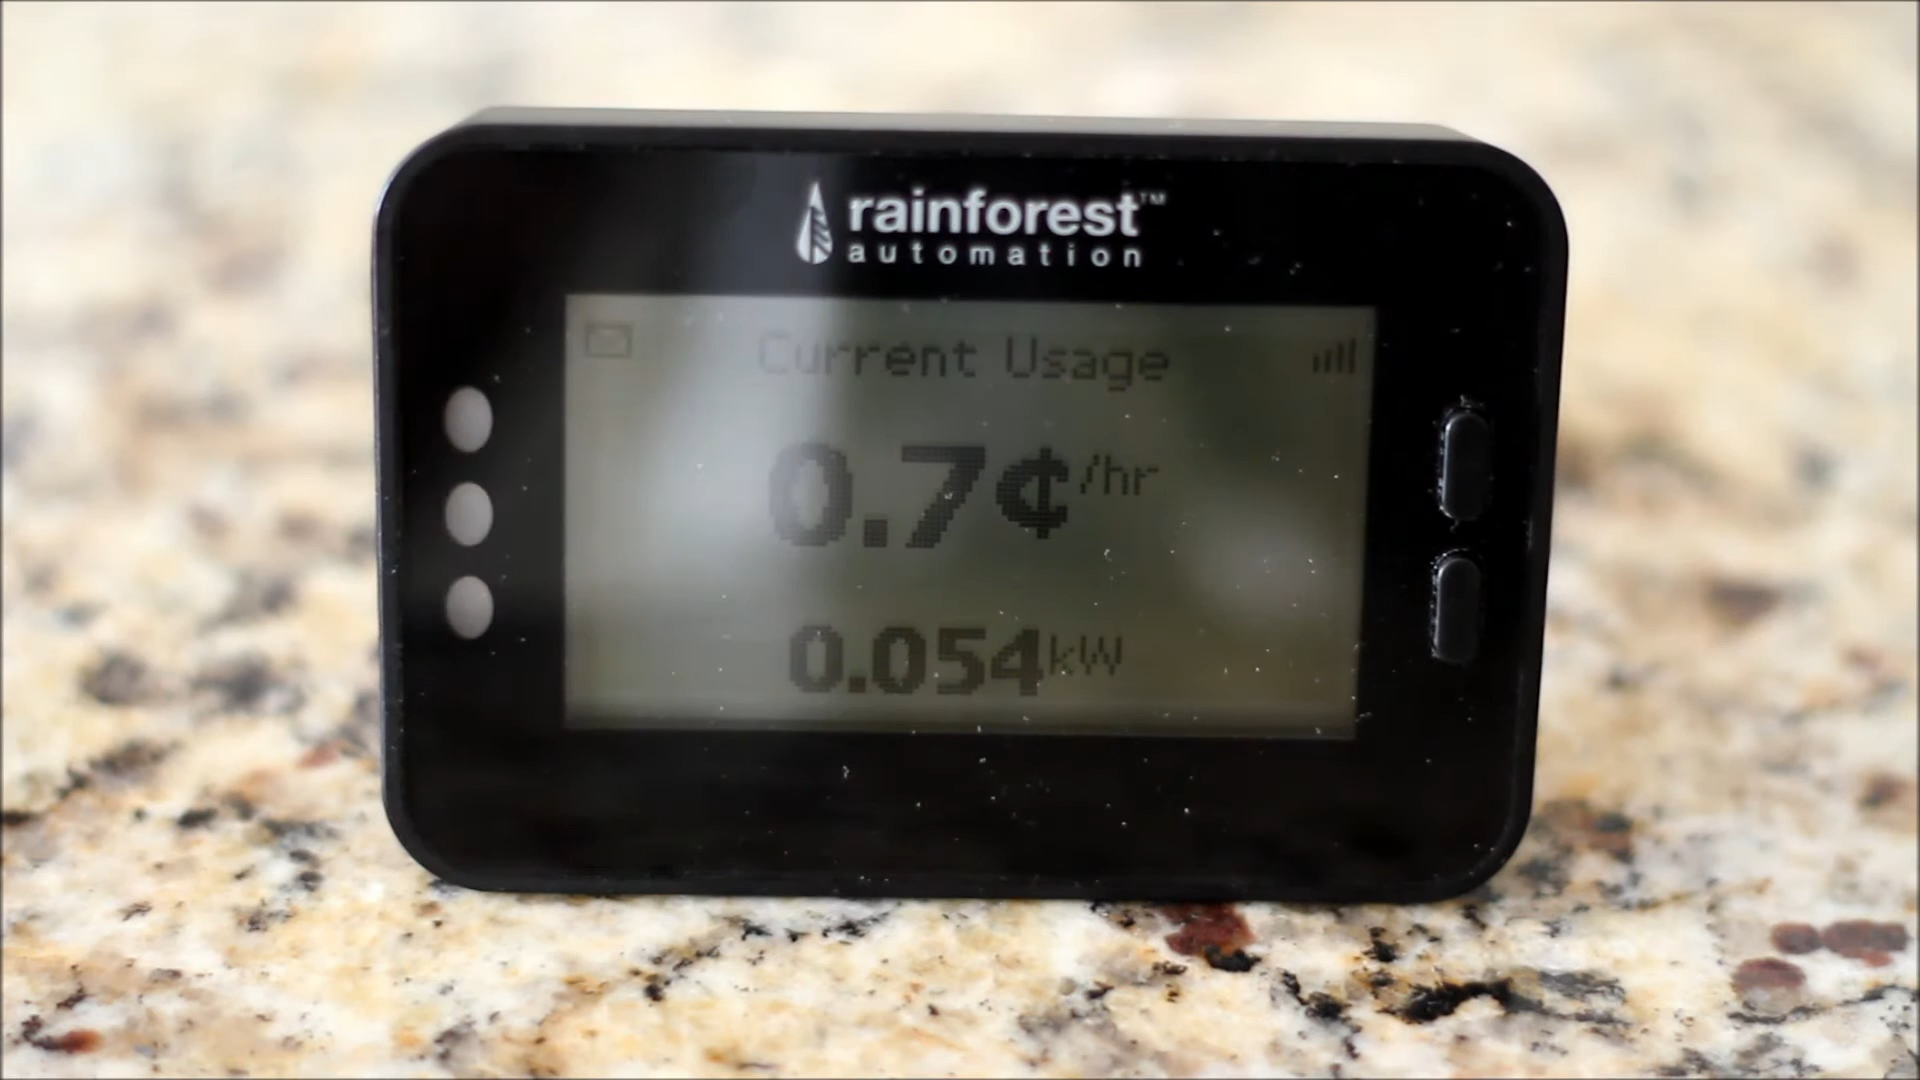 rainforest™
automation
Current Usage
0.7¢/hr
0.054kW